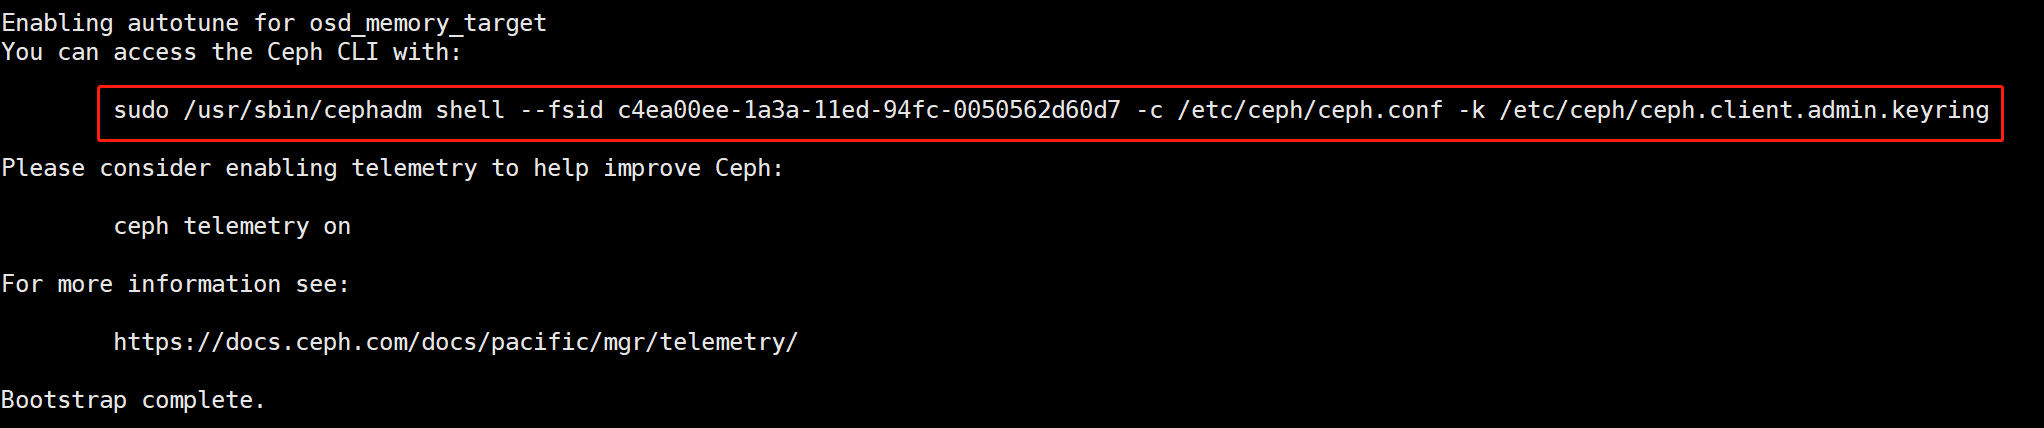 Enabling autotune for osd_memory_target
You can access the Ceph CLI with:
sudo /usr/sbin/cephadm shell --fsid c4ea00ee-1a3a-11ed-94fc-0050562d60d7 -c /etc/ceph/ceph.conf -k /etc/ceph/ceph.client.admin.keyring
Please consider enabling telemetry to help improve Ceph:
ceph telemetry on
For more information see:
https://docs.ceph.com/docs/pacific/mgr/telemetry/
Bootstrap complete.